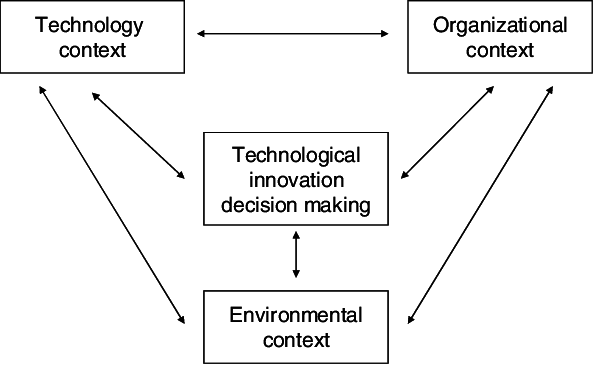 Technology
context
Organizational
context
Technological
innovation
decision making
Environmental
context